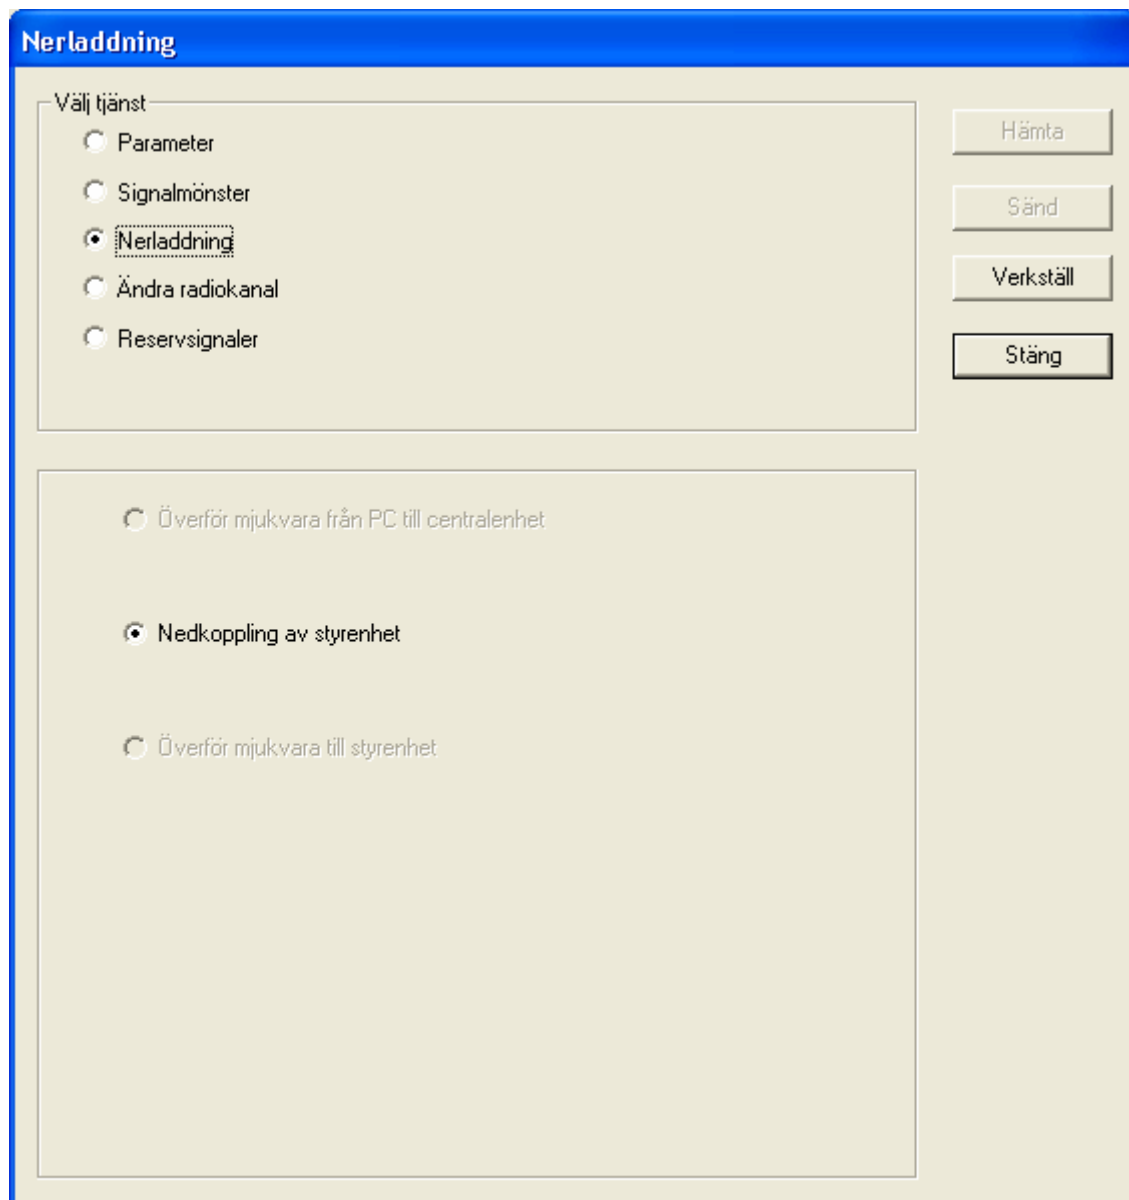 Nerladdning
Välj tjänst
Parameter
Signalmönster
Nerladdning
Ändra radiokanal
Reservsignaler
Hämta
Sänd
Verkställ
Stäng
Överför mjukvara från PC till centralenhet
Nedkoppling av styrenhet
Överför mjukvara till styrenhet